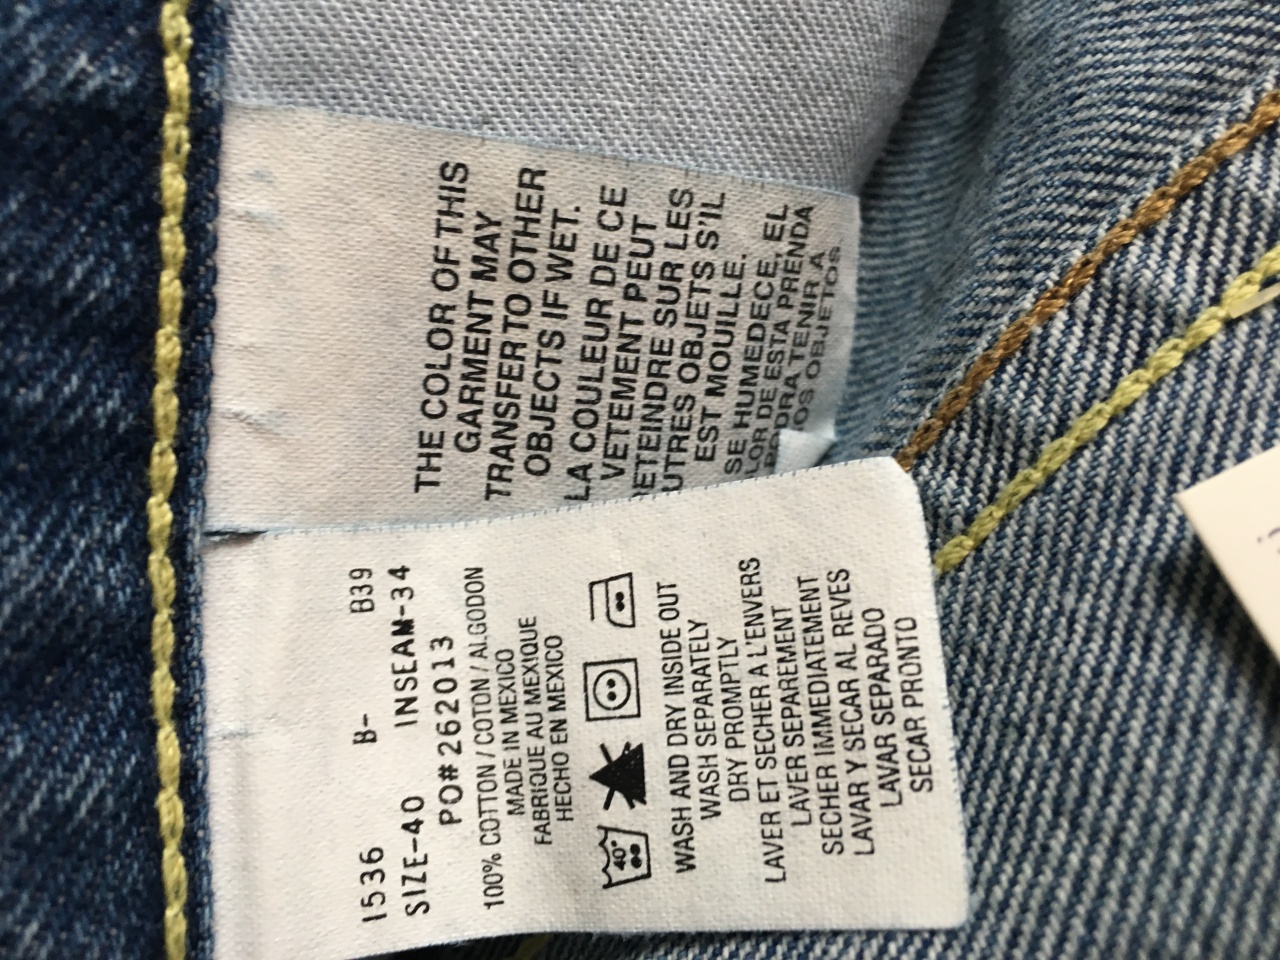 THE COLOR OF THIS
GARMENT MAY
TRANSFER TO OTHER
OBJECTS IF WET.
LA COULEUR DE CE
VETEMENT PEUT
DETEINDRE SUR LES
UTRES OBJETS S'IL
EST MOUILLE.
SE HUMEDECE, EL
LOR DE ESTA PRENDA
PODRA TENIR A
OS OBJETOS.
1536 B- B39
SIZE-40 INSEAM-34
PO#262013
100% COTTON / COTON / ALGODON
MADE IN MEXICO
FABRIQUE AU MEXIQUE
HECHO EN MEXICO
40°
WASH AND DRY INSIDE OUT
WASH SEPARATELY
DRY PROMPTLY
LAVER ET SECHER A L'ENVERS
LAVER SEPAREMENT
SECHER IMMEDIATEMENT
LAVAR Y SECAR AL REVES
LAVAR SEPARADO
SECAR PRONTO